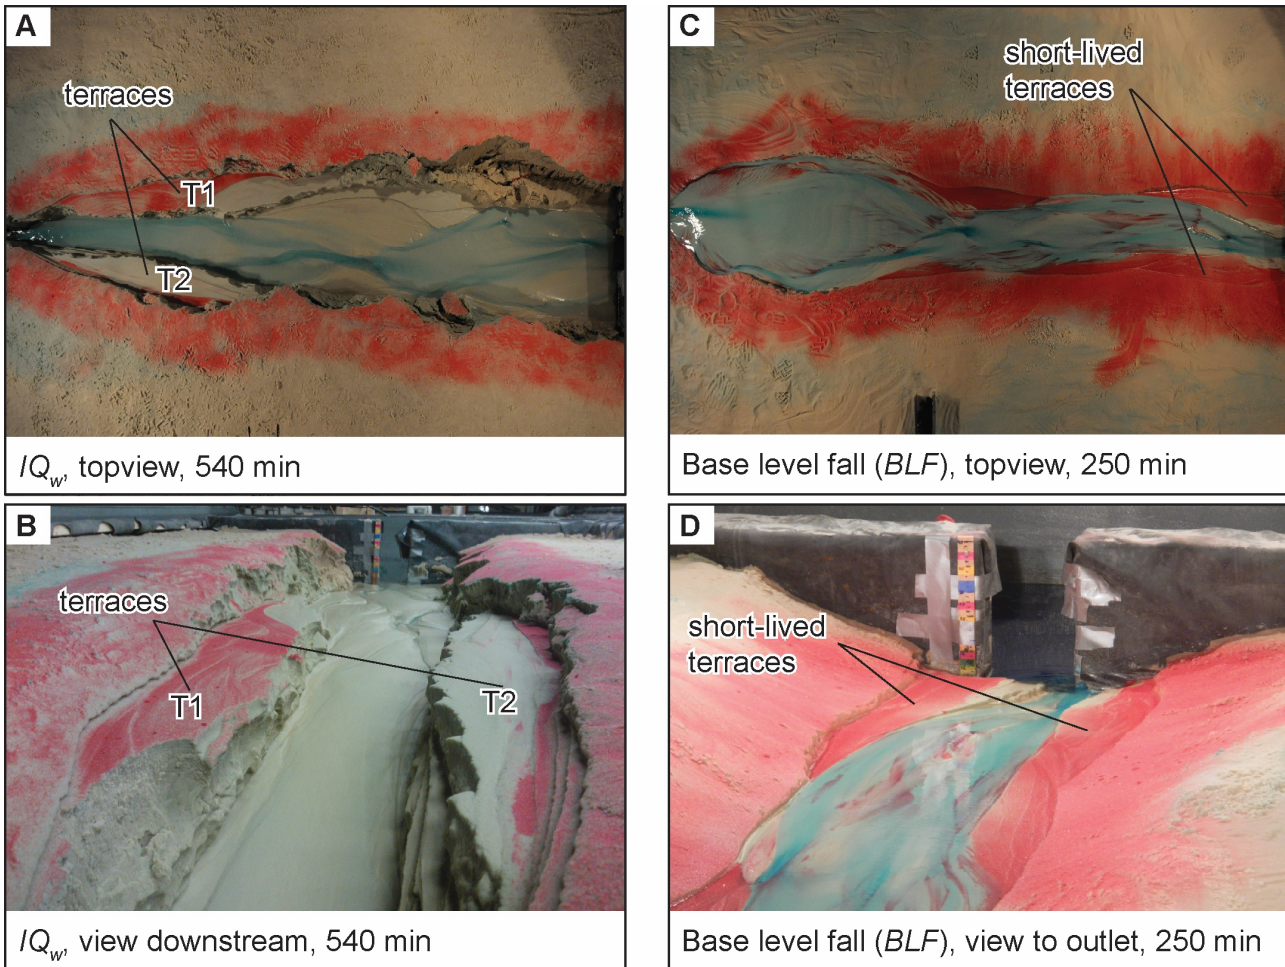 A
terraces
T1
T2
IQw, topview, 540 min
C
short-lived
terraces
Base level fall (BLF), topview, 250 min
B
terraces
T1
T2
IQw, view downstream, 540 min
D
short-lived
terraces
Base level fall (BLF), view to outlet, 250 min